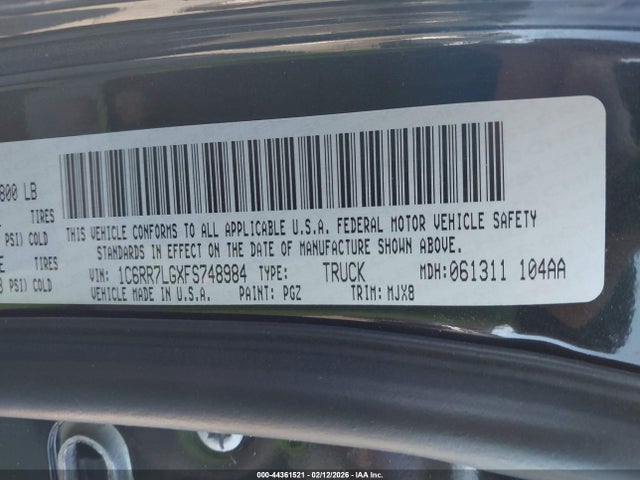 800 LB
TIRES
PSI) COLD
TIRES
PSI) COLD
THIS VEHICLE CONFORMS TO ALL APPLICABLE U.S.A. FEDERAL MOTOR VEHICLE SAFETY
STANDARDS IN EFFECT ON THE DATE OF MANUFACTURE SHOWN ABOVE.
VIN: 1C6RR7LGXFS748984 TYPE: TRUCK MDH:061311 104AA
VEHICLE MADE IN U.S.A. PAINT: PGZ TRIM: MJX8
000-44361521 - 02/12/2026 - IAA Inc.